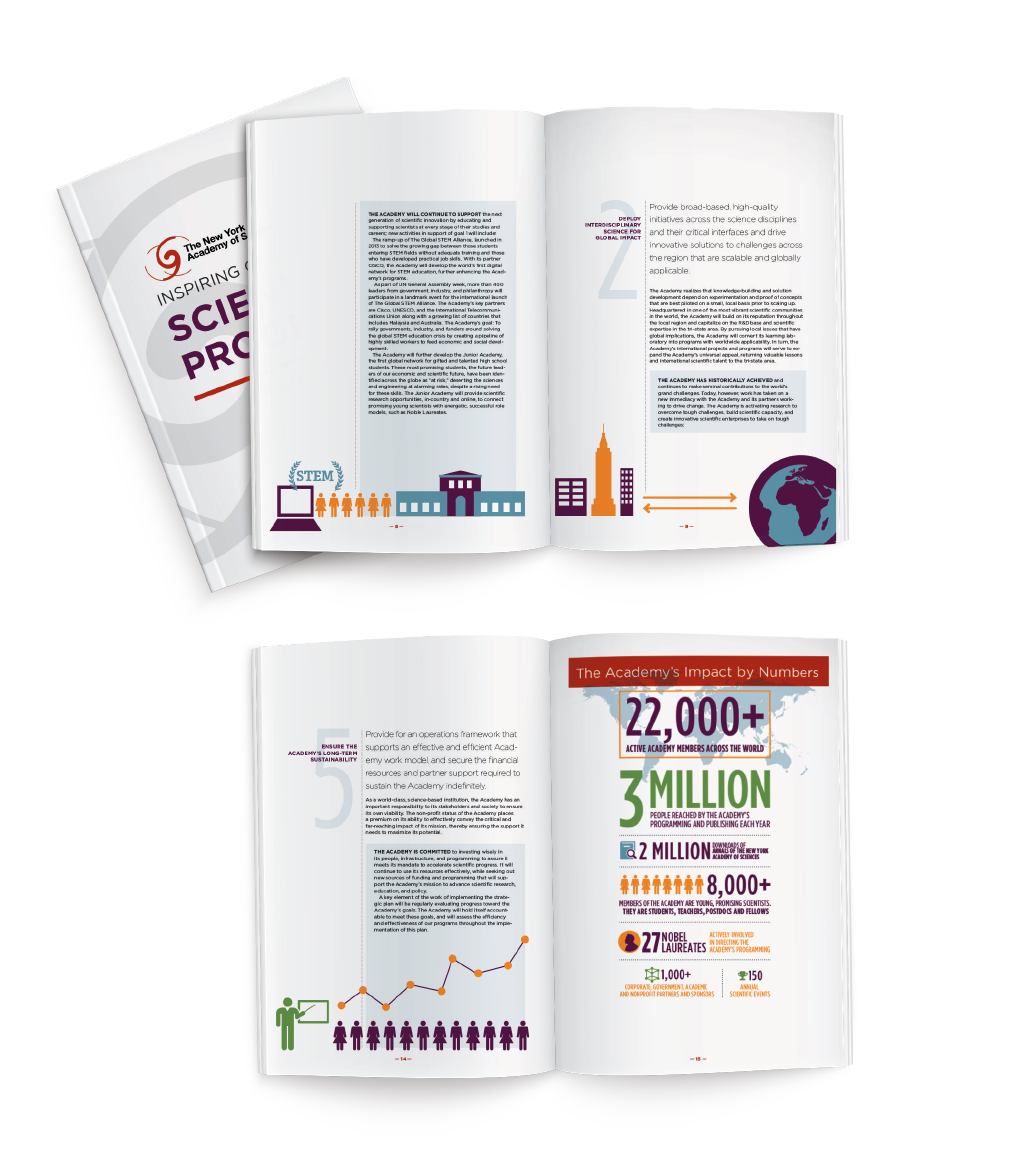 The New York
Academy of S
INSPIRING
SCIE
PRO
THE ACADEMY WILL CONTINUE TO SUPPORT the next
generation of scientific innovation by educating and
supporting scientists at every stage of their studies and
careers; new activities in support of goal 1 will include
The ramp-up of The Global STEM Alliance, launched in
2013 to solve the growing gap between those students
entering STEM fields without adequate training and those
who have developed practical job skills. With its partner
CISCO, the Academy will develop the world's first digital
network for STEM education, further enhancing the Acad-
emy's programs.
As part of UN General Assembly week, more than 400
leaders from government, industry, and philanthropy will
participate in a landmark event for the international launch
of The Global STEM Alliance. The Academy's key partners
are Cisco, UNESCO, and the International Telecommuni-
cations Union along with a growing list of countries that
includes Malaysia and Australia. The Academy's goal: To
rally governments, industry, and funders around solving
the global STEM education crisis by creating a pipeline of
highly skilled workers to feed economic and social devel-
opment.
The Academy will further develop the Junior Academy,
the first global network for gifted and talented high school
students. These most promising students, the future lead-
ers of our economic and scientific future, have been iden-
tified across the globe as "at risk," deserting the sciences
and engineering at alarming rates, despite a rising need
for these skills. The Junior Academy will provide scientific
research opportunities, in-country and online, to connect
promising young scientists with energetic, successful role
models, such as Noble Laureates.
STEM
— 8 —
2
DEPLOY
INTERDISCIPLINARY
SCIENCE FOR
GLOBAL IMPACT
Provide broad-based, high-quality
initiatives across the science disciplines
and their critical interfaces and drive
innovative solutions to challenges across
the region that are scalable and globally
applicable.
The Academy realizes that knowledge-building and solution
development depend on experimentation and proof of concepts
that are best piloted on a small, local basis prior to scaling up.
Headquartered in one of the most vibrant scientific communities
in the world, the Academy will build on its reputation throughout
the local region and capitalize on the R&D base and scientific
expertise in the tri-state area. By pursuing local issues that have
global implications, the Academy will convert its learning lab-
oratory into programs with worldwide applicability. In turn, the
Academy's international projects and programs will serve to ex-
pand the Academy's universal appeal, returning valuable lessons
and international scientific talent to the tri-state area.
THE ACADEMY HAS HISTORICALLY ACHIEVED and
continues to make seminal contributions to the world's
grand challenges. Today, however, work has taken on a
new immediacy with the Academy and its partners work-
ing to drive change. The Academy is activating research to
overcome tough challenges, build scientific capacity, and
create innovative scientific enterprises to take on tough
challenges:
— 9 —
5
ENSURE THE
ACADEMY'S LONG-TERM
SUSTAINABILITY
Provide for an operations framework that
supports an effective and efficient Acad-
emy work model and secure the financial
resources and partner support required to
sustain the Academy indefinitely.
As a world-class, science-based institution, the Academy has an
important responsibility to its stakeholders and society to ensure
its own viability. The non-profit status of the Academy places
a premium on its ability to effectively convey the critical and
far-reaching impact of its mission, thereby ensuring the support it
needs to maximize its potential.
THE ACADEMY IS COMMITTED to investing wisely in
its people, infrastructure, and programming to assure it
meets its mandate to accelerate scientific progress. It will
continue to use its resources effectively, while seeking out
new sources of funding and programming that will sup-
port the Academy's mission to advance scientific research,
education, and policy.
A key element of the work of implementing the strate-
gic plan will be regularly evaluating progress toward the
Academy's goals. The Academy will hold itself account-
able to meet these goals, and will assess the efficiency
and effectiveness of our programs throughout the imple-
mentation of this plan.
— 14 —
The Academy's Impact by Numbers
22,000+
ACTIVE ACADEMY MEMBERS ACROSS THE WORLD
3 MILLION
PEOPLE REACHED BY THE ACADEMY'S
PROGRAMMING AND PUBLISHING EACH YEAR
2 MILLION
DOWNLOADS OF
ANNALS OF THE NEW YORK
ACADEMY OF SCIENCES
8,000+
MEMBERS OF THE ACADEMY ARE YOUNG, PROMISING SCIENTISTS.
THEY ARE STUDENTS, TEACHERS, POSTDOCS AND FELLOWS
27 NOBEL
LAUREATES
ACTIVELY INVOLVED
IN DIRECTING THE
ACADEMY'S PROGRAMMING
1,000+
CORPORATE, GOVERNMENT, ACADEMIC
AND NONPROFIT PARTNERS AND SPONSORS
150
ANNUAL
SCIENTIFIC EVENTS
— 15 —